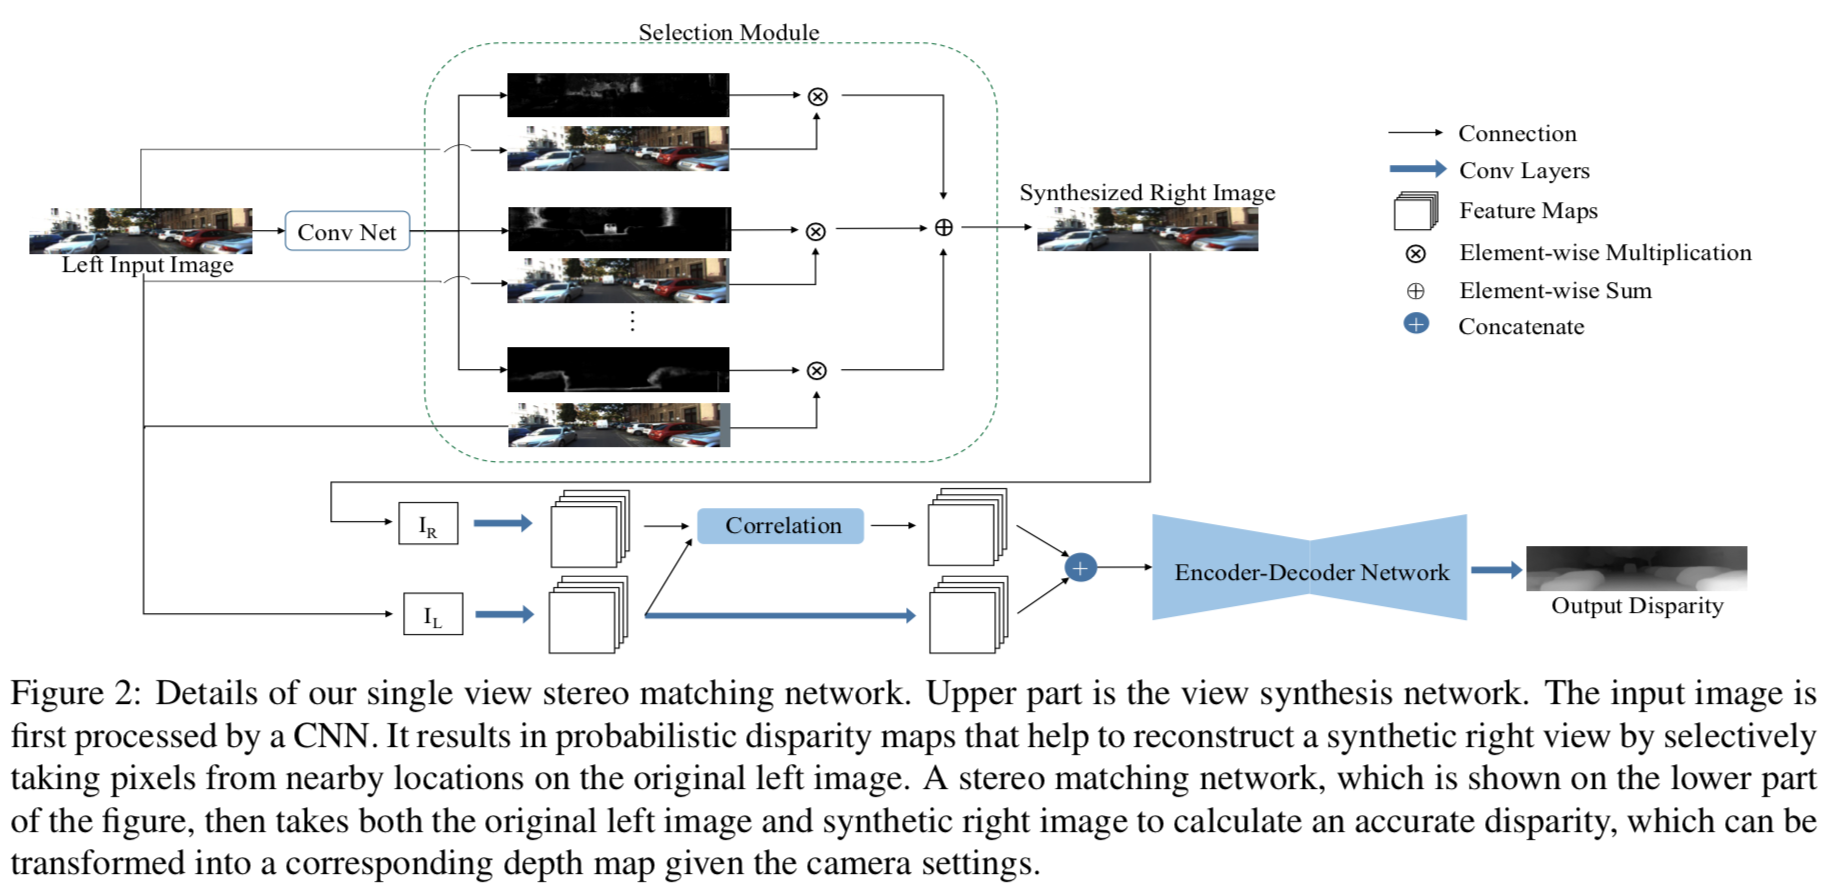 Selection Module
Left Input Image
Conv Net
Synthesized Right Image
Connection
Conv Layers
Feature Maps
Element-wise Multiplication
Element-wise Sum
Concatenate
I_R
Correlation
I_L
Encoder-Decoder Network
Output Disparity
Figure 2: Details of our single view stereo matching network. Upper part is the view synthesis network. The input image is
first processed by a CNN. It results in probabilistic disparity maps that help to reconstruct a synthetic right view by selectively
taking pixels from nearby locations on the original left image. A stereo matching network, which is shown on the lower part
of the figure, then takes both the original left image and synthetic right image to calculate an accurate disparity, which can be
transformed into a corresponding depth map given the camera settings.